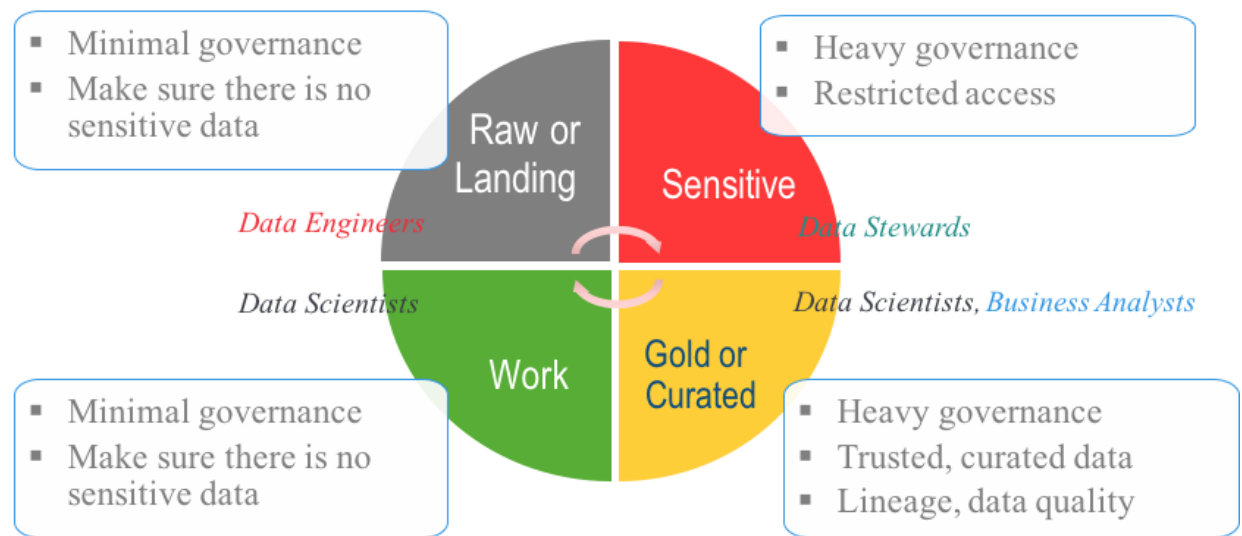 ▪ Minimal governance
▪ Make sure there is no
sensitive data
▪ Heavy governance
▪ Restricted access
Raw or
Landing
Sensitive
Data Engineers
Data Stewards
Data Scientists
Data Scientists, Business Analysts
Work
Gold or
Curated
▪ Minimal governance
▪ Make sure there is no
sensitive data
▪ Heavy governance
▪ Trusted, curated data
▪ Lineage, data quality